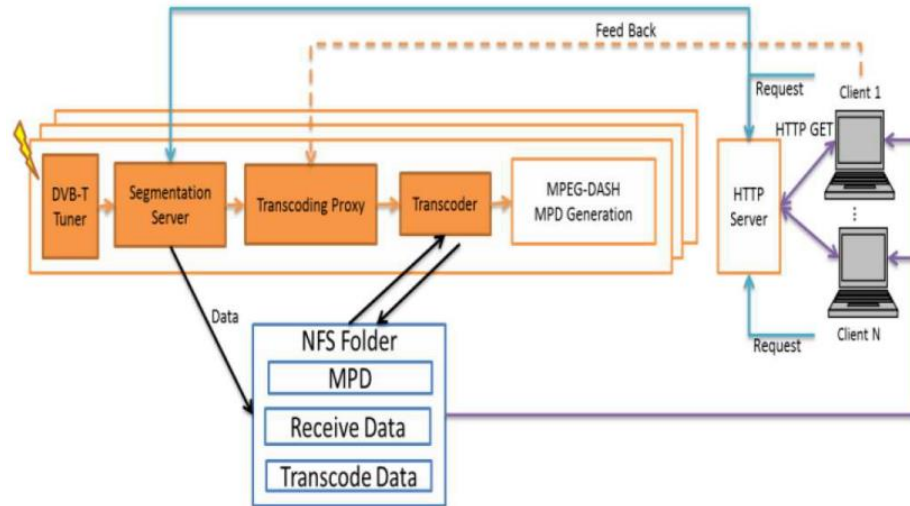 Feed Back
Request
Client 1
HTTP GET
DVB-T
Tuner
Segmentation
Server
Transcoding Proxy
Transcoder
MPEG-DASH
MPD Generation
HTTP
Server
Data
NFS Folder
MPD
Receive Data
Transcode Data
Request
Client N